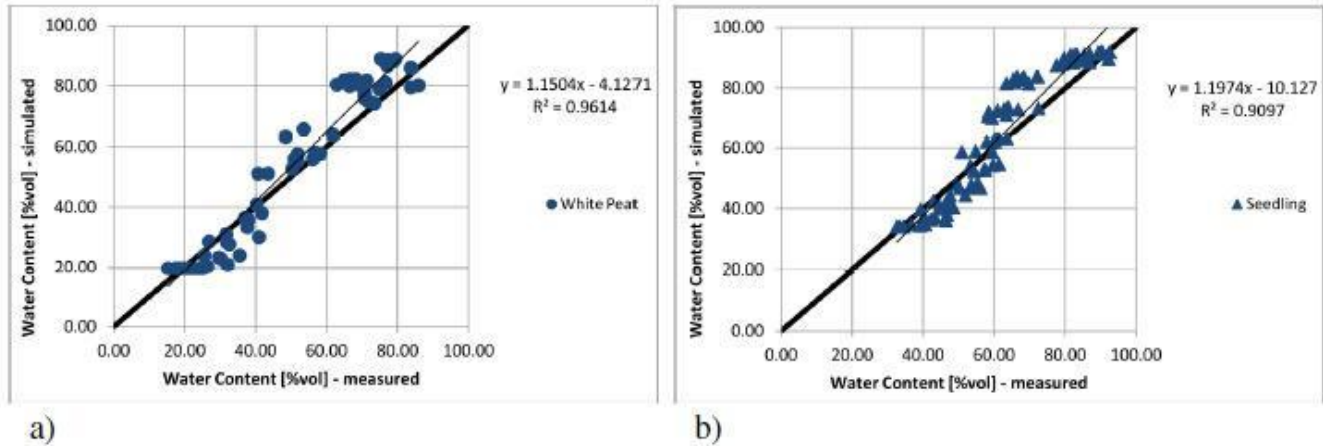 100.00
80.00
60.00
40.00
20.00
0.00
Water Content [%vol] - simulated
0.00 20.00 40.00 60.00 80.00 100.00
Water Content [%vol] - measured
y = 1.1504x - 4.1271
R² = 0.9614
White Peat
a)
100.00
80.00
60.00
40.00
20.00
0.00
Water Content [%vol] - simulated
0.00 20.00 40.00 60.00 80.00 100.00
Water Content [%vol] - measured
y = 1.1974x - 10.127
R² = 0.9097
Seedling
b)